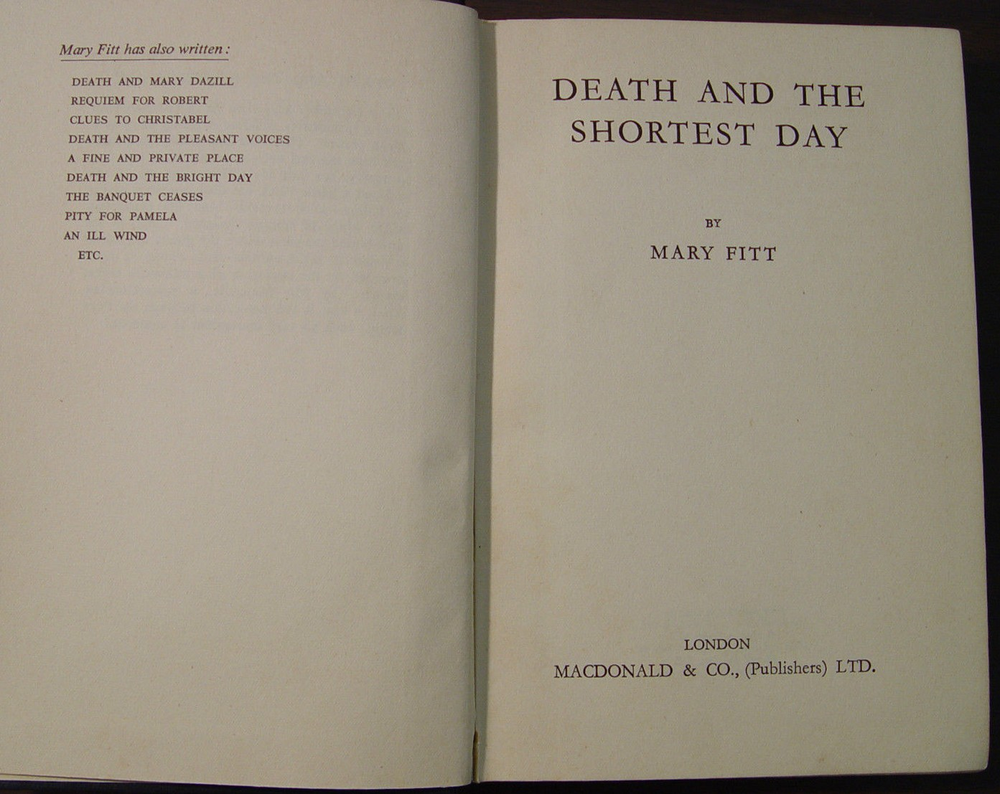 Mary Fitt has also written :
DEATH AND MARY DAZILL
REQUIEM FOR ROBERT
CLUES TO CHRISTABEL
DEATH AND THE PLEASANT VOICES
A FINE AND PRIVATE PLACE
DEATH AND THE BRIGHT DAY
THE BANQUET CEASES
PITY FOR PAMELA
AN ILL WIND
ETC.
DEATH AND THE
SHORTEST DAY
BY
MARY FITT
LONDON
MACDONALD & CO., (Publishers) LTD.